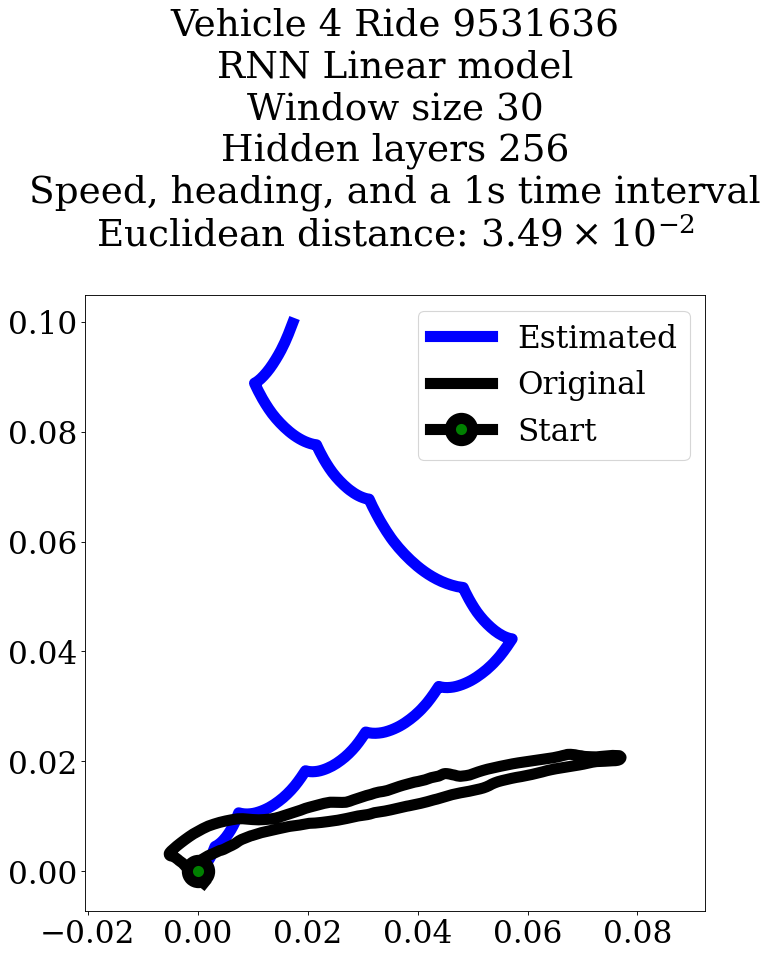 Vehicle 4 Ride 9531636
RNN Linear model
Window size 30
Hidden layers 256
Speed, heading, and a 1s time interval
Euclidean distance: 3.49 × 10⁻²
Estimated
Original
Start
0.10
0.08
0.06
0.04
0.02
0.00
−0.02 0.00 0.02 0.04 0.06 0.08